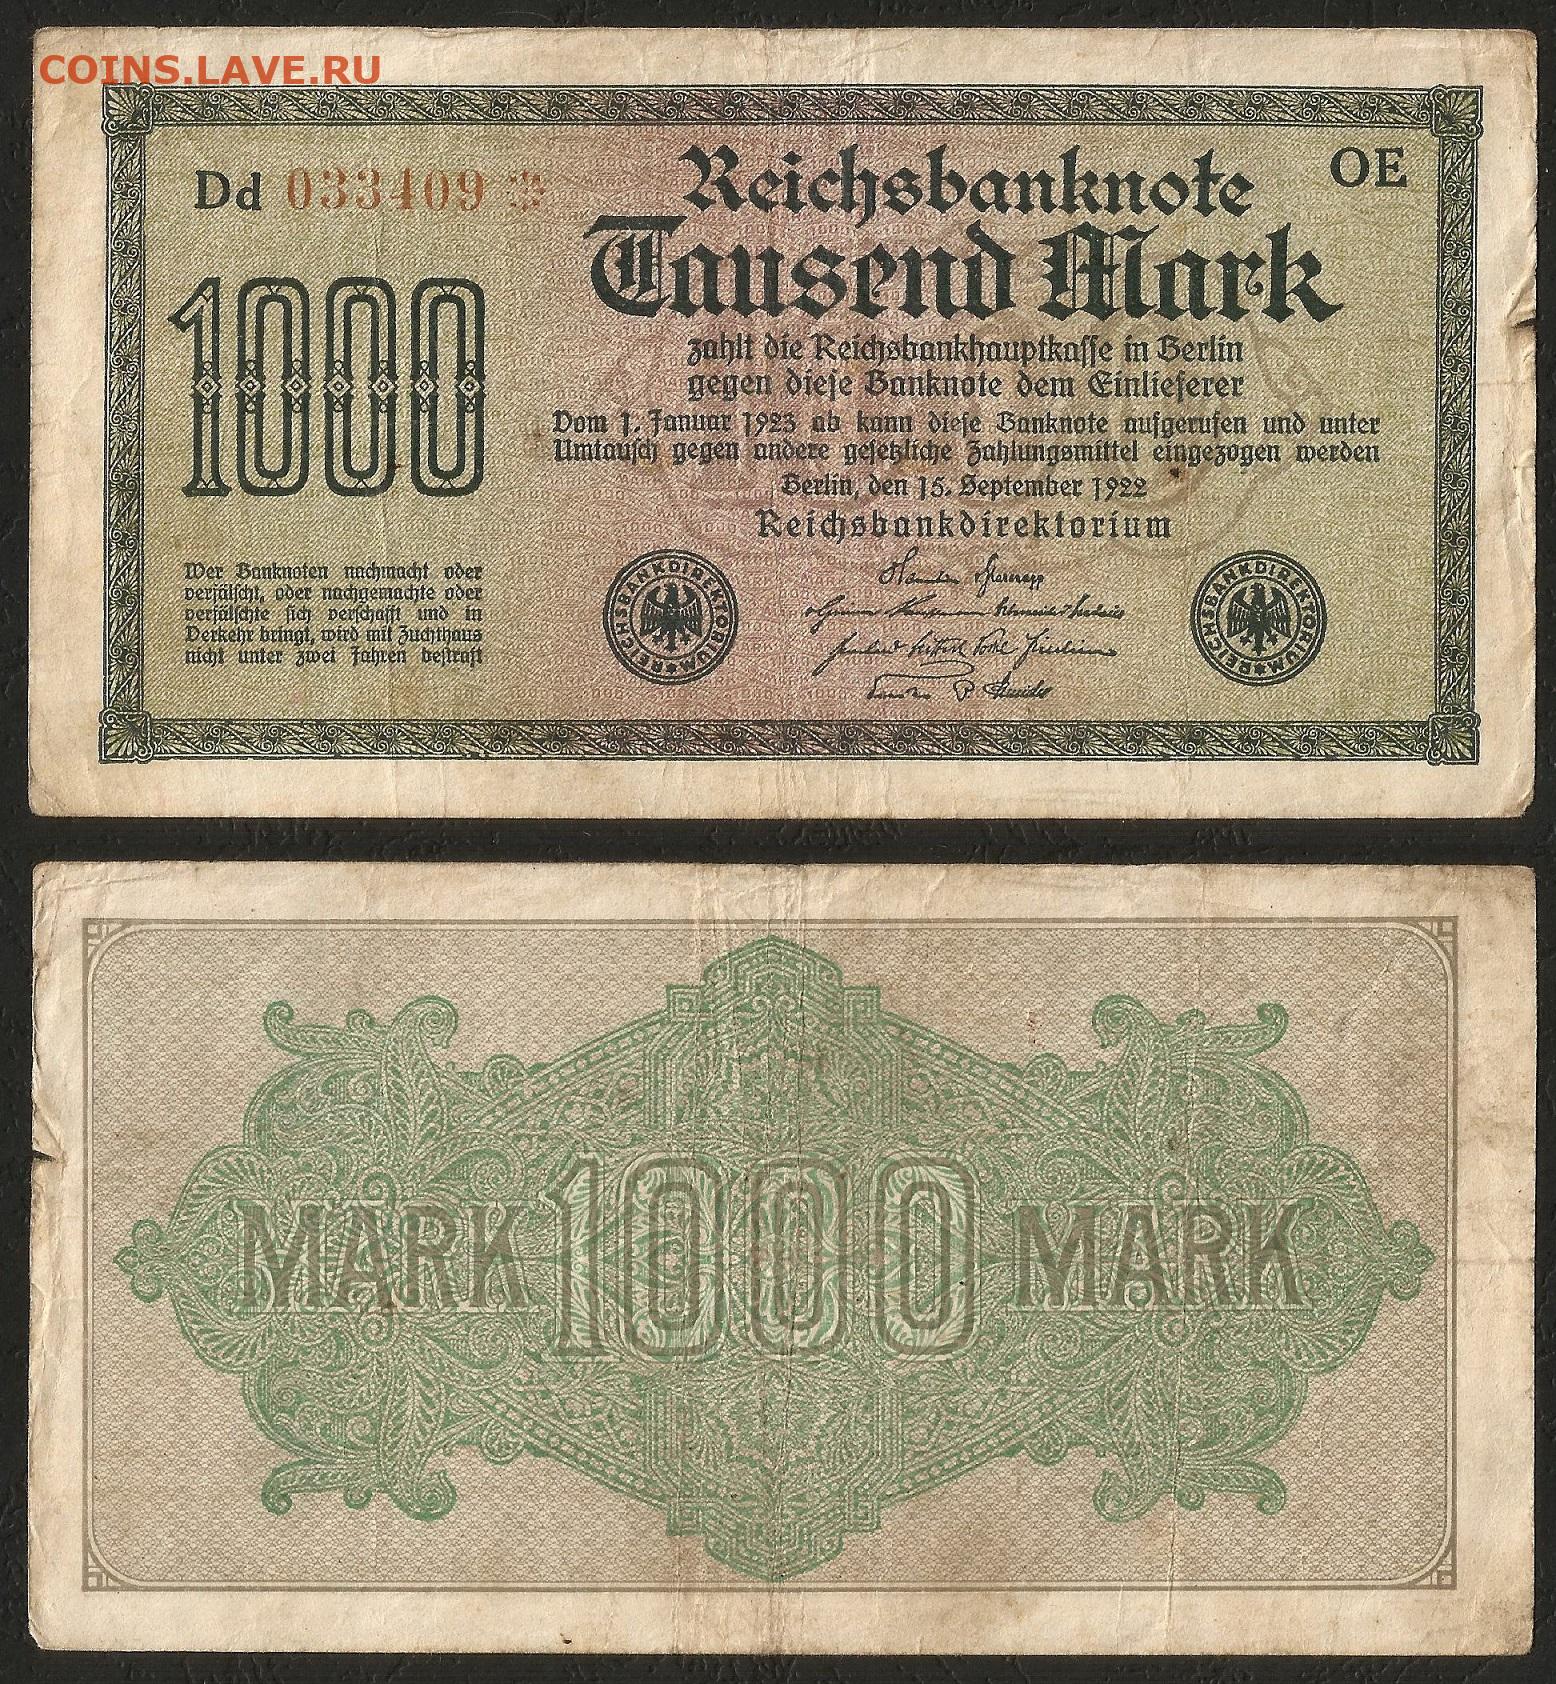 COINS.LAVE.RU
Dd 033409 *
OE
Reichsbanknote
Tausend Mark
1000
zahlt die Reichsbankhauptkasse in Berlin
gegen diese Banknote dem Einlieferer
Vom 1. Januar 1923 ab kann diese Banknote aufgerufen und unter
Umtausch gegen andere gesetzliche Zahlungsmittel eingezogen werden
Berlin, den 15. September 1922
Reichsbankdirektorium
Wer Banknoten nachmacht oder
verfälscht, oder nachgemachte oder
verfälschte sich verschafft und in
Verkehr bringt, wird mit Zuchthaus
nicht unter zwei Jahren bestraft
REICHSBANKDIREKTORIUM
REICHSBANKDIREKTORIUM
MARK 1000 MARK